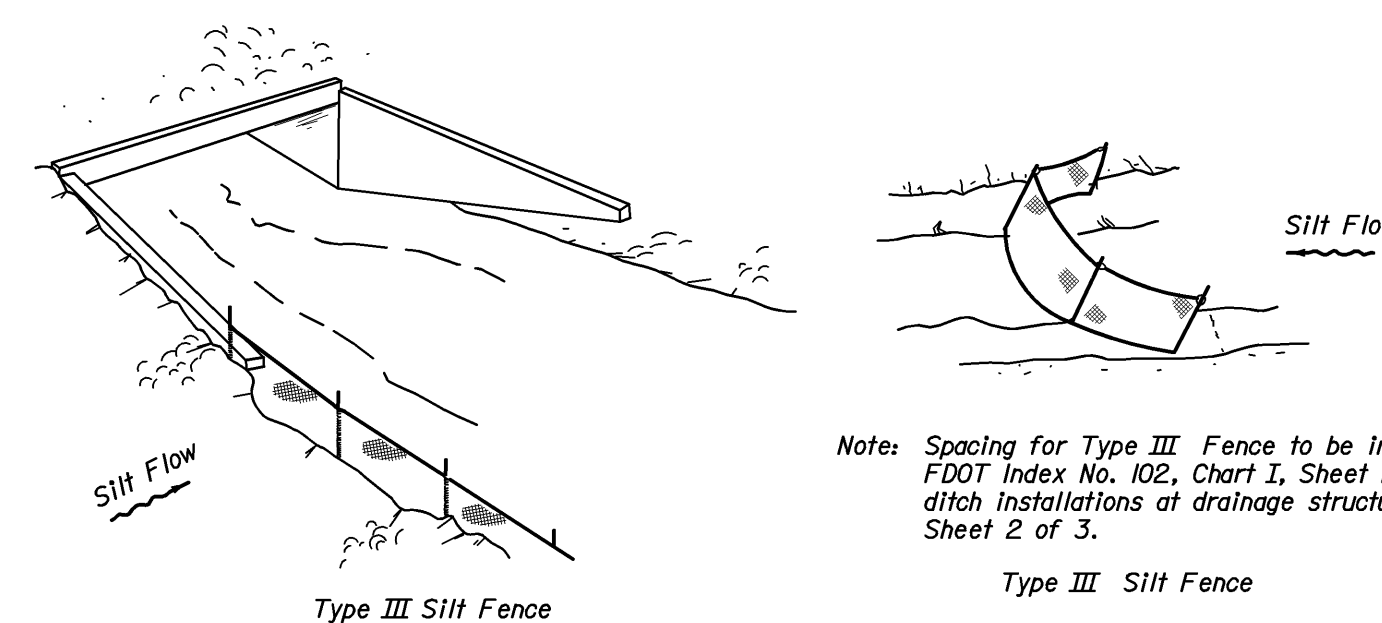 Silt Flow
Type III Silt Fence
Silt Flo
Note: Spacing for Type III Fence to be in
FDOT Index No. 102, Chart I, Sheet
ditch installations at drainage struct
Sheet 2 of 3.
Type III Silt Fence